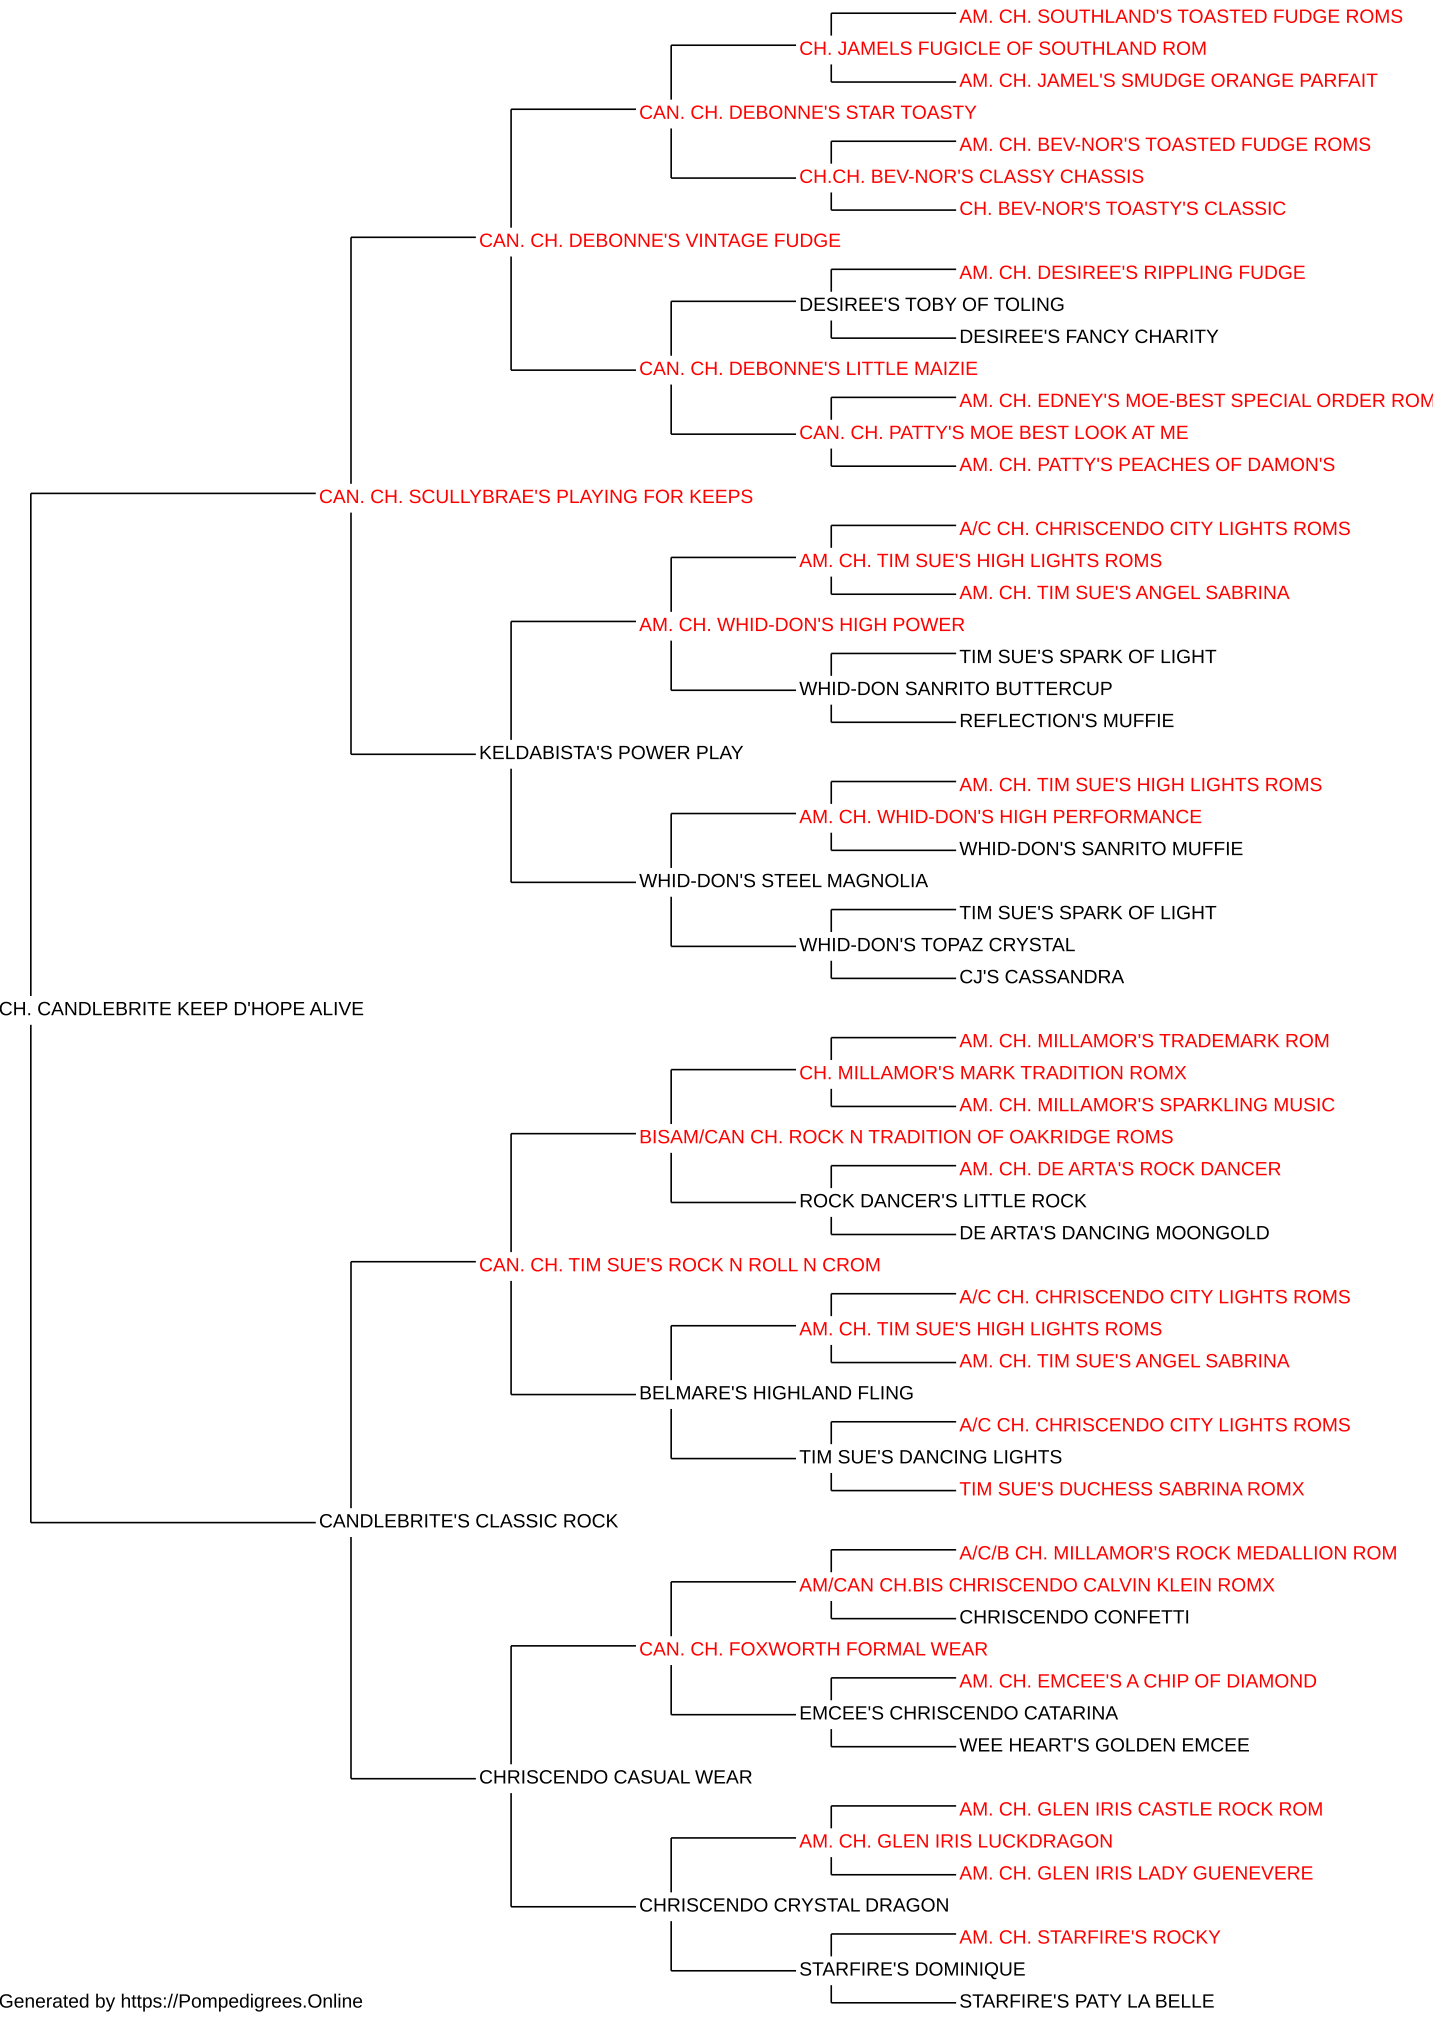 AM. CH. SOUTHLAND'S TOASTED FUDGE ROMS
CH. JAMELS FUGICLE OF SOUTHLAND ROM
AM. CH. JAMEL'S SMUDGE ORANGE PARFAIT
CAN. CH. DEBONNE'S STAR TOASTY
AM. CH. BEV-NOR'S TOASTED FUDGE ROMS
CH.CH. BEV-NOR'S CLASSY CHASSIS
CH. BEV-NOR'S TOASTY'S CLASSIC
CAN. CH. DEBONNE'S VINTAGE FUDGE
AM. CH. DESIREE'S RIPPLING FUDGE
DESIREE'S TOBY OF TOLING
DESIREE'S FANCY CHARITY
CAN. CH. DEBONNE'S LITTLE MAIZIE
AM. CH. EDNEY'S MOE-BEST SPECIAL ORDER ROM
CAN. CH. PATTY'S MOE BEST LOOK AT ME
AM. CH. PATTY'S PEACHES OF DAMON'S
CAN. CH. SCULLYBRAE'S PLAYING FOR KEEPS
A/C CH. CHRISCENDO CITY LIGHTS ROMS
AM. CH. TIM SUE'S HIGH LIGHTS ROMS
AM. CH. TIM SUE'S ANGEL SABRINA
AM. CH. WHID-DON'S HIGH POWER
TIM SUE'S SPARK OF LIGHT
WHID-DON SANRITO BUTTERCUP
REFLECTION'S MUFFIE
KELDABISTA'S POWER PLAY
AM. CH. TIM SUE'S HIGH LIGHTS ROMS
AM. CH. WHID-DON'S HIGH PERFORMANCE
WHID-DON'S SANRITO MUFFIE
WHID-DON'S STEEL MAGNOLIA
TIM SUE'S SPARK OF LIGHT
WHID-DON'S TOPAZ CRYSTAL
CJ'S CASSANDRA
CH. CANDLEBRITE KEEP D'HOPE ALIVE
AM. CH. MILLAMOR'S TRADEMARK ROM
CH. MILLAMOR'S MARK TRADITION ROMX
AM. CH. MILLAMOR'S SPARKLING MUSIC
BISAM/CAN CH. ROCK N TRADITION OF OAKRIDGE ROMS
AM. CH. DE ARTA'S ROCK DANCER
ROCK DANCER'S LITTLE ROCK
DE ARTA'S DANCING MOONGOLD
CAN. CH. TIM SUE'S ROCK N ROLL N CROM
A/C CH. CHRISCENDO CITY LIGHTS ROMS
AM. CH. TIM SUE'S HIGH LIGHTS ROMS
AM. CH. TIM SUE'S ANGEL SABRINA
BELMARE'S HIGHLAND FLING
A/C CH. CHRISCENDO CITY LIGHTS ROMS
TIM SUE'S DANCING LIGHTS
TIM SUE'S DUCHESS SABRINA ROMX
CANDLEBRITE'S CLASSIC ROCK
A/C/B CH. MILLAMOR'S ROCK MEDALLION ROM
AM/CAN CH.BIS CHRISCENDO CALVIN KLEIN ROMX
CHRISCENDO CONFETTI
CAN. CH. FOXWORTH FORMAL WEAR
AM. CH. EMCEE'S A CHIP OF DIAMOND
EMCEE'S CHRISCENDO CATARINA
WEE HEART'S GOLDEN EMCEE
CHRISCENDO CASUAL WEAR
AM. CH. GLEN IRIS CASTLE ROCK ROM
AM. CH. GLEN IRIS LUCKDRAGON
AM. CH. GLEN IRIS LADY GUENEVERE
CHRISCENDO CRYSTAL DRAGON
AM. CH. STARFIRE'S ROCKY
STARFIRE'S DOMINIQUE
STARFIRE'S PATY LA BELLE
Generated by https://Pompedigrees.Online